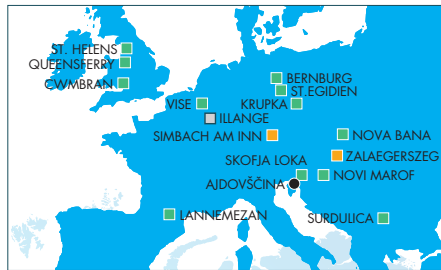 ST. HELENS
QUEENSFERRY
CWMBRAN
BERNBURG
ST.EGIDIEN
VISE
KRUPKA
ILLANGE
SIMBACH AM INN
NOVA BANA
ZALAEGERSZEG
SKOFJA LOKA
AJDOVŠČINA
NOVI MAROF
LANNEMEZAN
SURDULICA